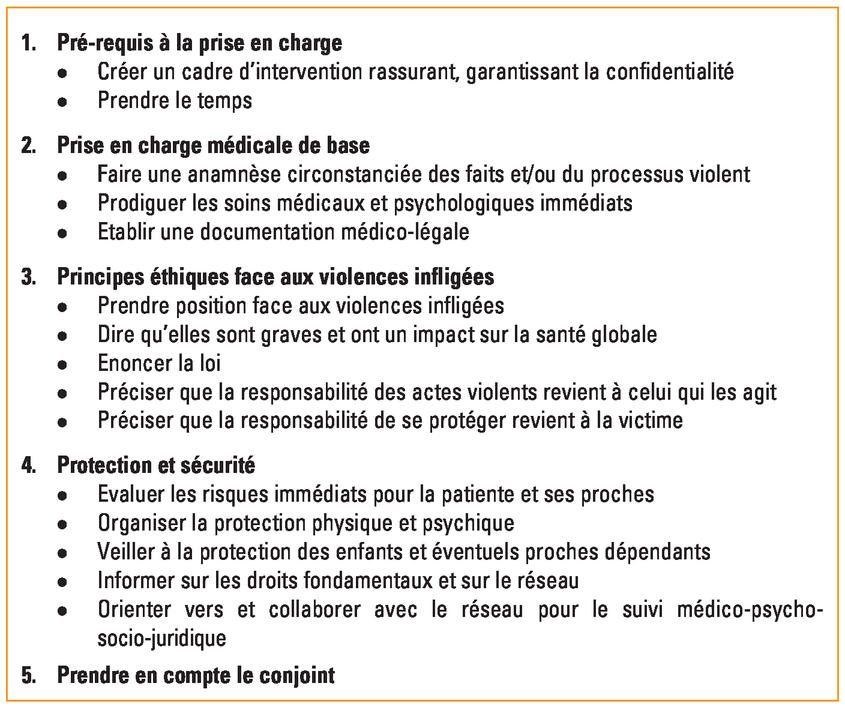 1. Pré-requis à la prise en charge
● Créer un cadre d'intervention rassurant, garantissant la confidentialité
● Prendre le temps
2. Prise en charge médicale de base
● Faire une anamnèse circonstanciée des faits et/ou du processus violent
● Prodiguer les soins médicaux et psychologiques immédiats
● Etablir une documentation médico-légale
3. Principes éthiques face aux violences infligées
● Prendre position face aux violences infligées
● Dire qu'elles sont graves et ont un impact sur la santé globale
● Enoncer la loi
● Préciser que la responsabilité des actes violents revient à celui qui les agit
● Préciser que la responsabilité de se protéger revient à la victime
4. Protection et sécurité
● Evaluer les risques immédiats pour la patiente et ses proches
● Organiser la protection physique et psychique
● Veiller à la protection des enfants et éventuels proches dépendants
● Informer sur les droits fondamentaux et sur le réseau
● Orienter vers et collaborer avec le réseau pour le suivi médico-psycho-
socio-juridique
5. Prendre en compte le conjoint